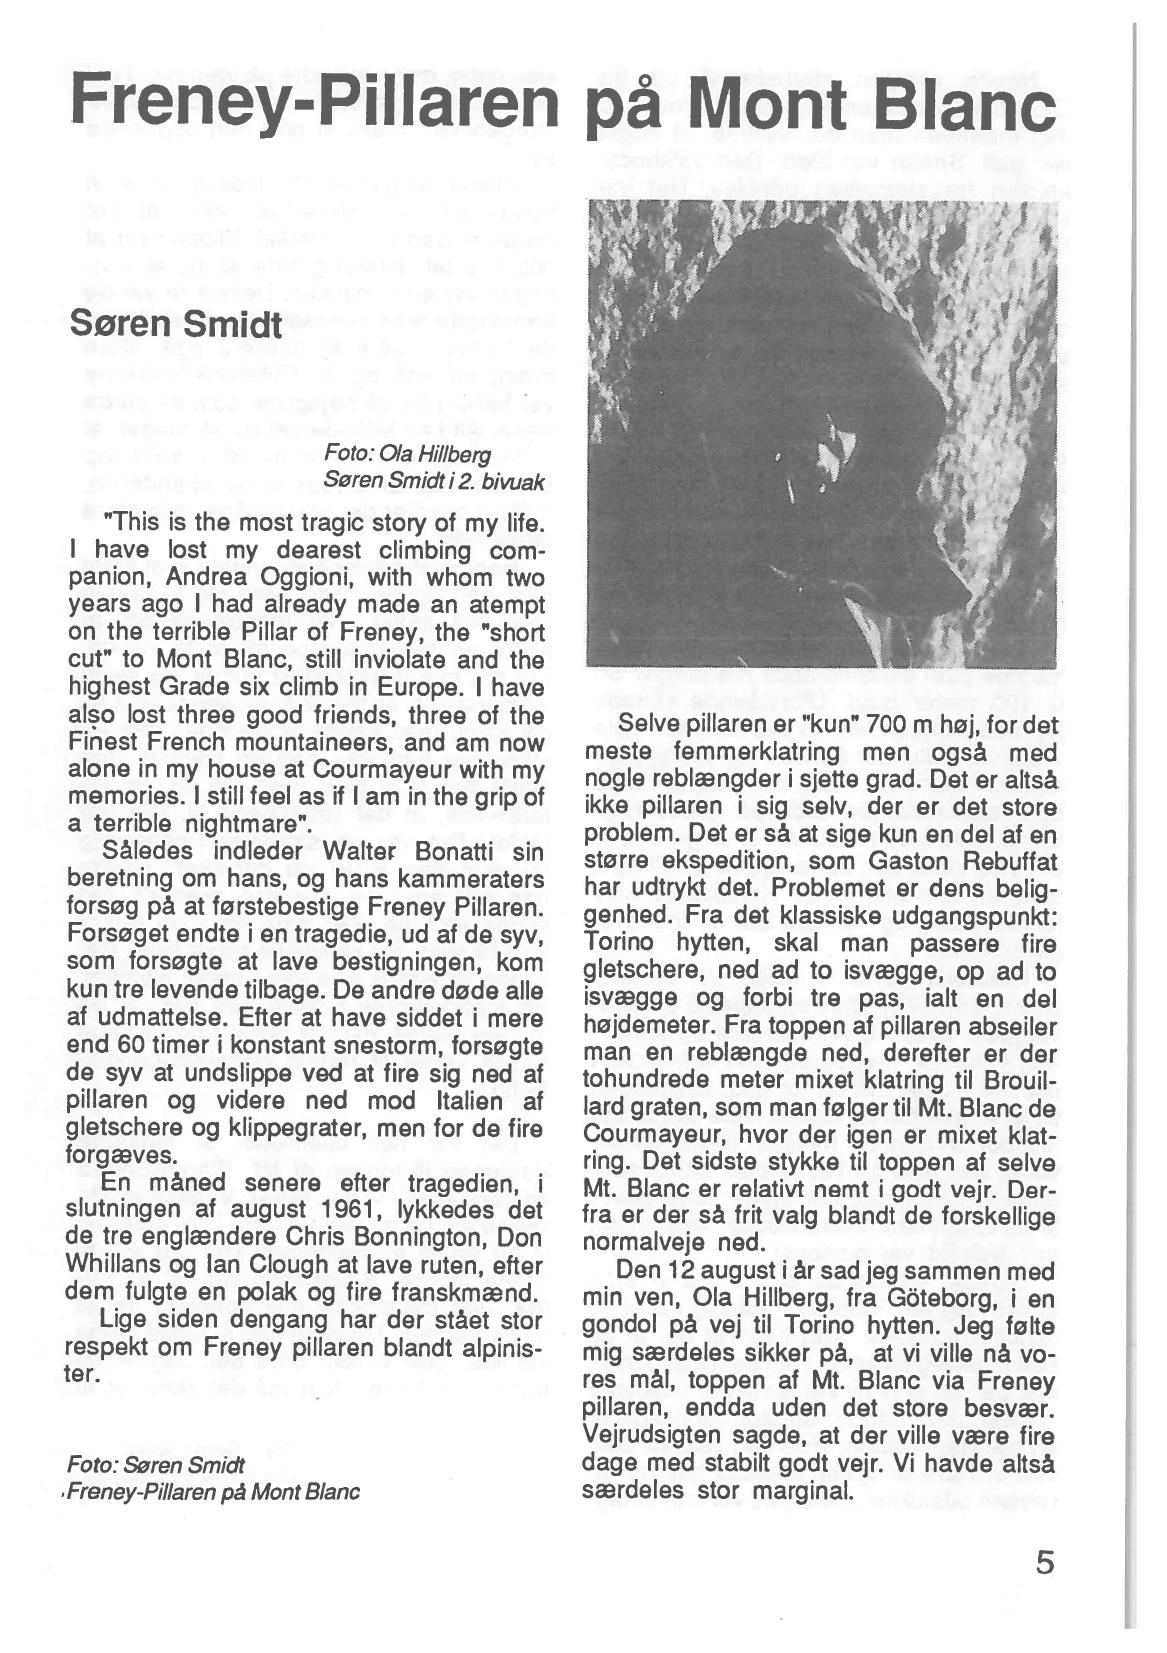 Freney-Pillaren på Mont Blanc
Søren Smidt
Foto: Ola Hillberg
Søren Smidt i 2. bivuak
"This is the most tragic story of my life.
I have lost my dearest climbing com-
panion, Andrea Oggioni, with whom two
years ago I had already made an atempt
on the terrible Pillar of Freney, the "short
cut" to Mont Blanc, still inviolate and the
highest Grade six climb in Europe. I have
also lost three good friends, three of the
Finest French mountaineers, and am now
alone in my house at Courmayeur with my
memories. I still feel as if I am in the grip of
a terrible nightmare".
Således indleder Walter Bonatti sin
beretning om hans, og hans kammeraters
forsøg på at førstebestige Freney Pillaren.
Forsøget endte i en tragedie, ud af de syv,
som forsøgte at lave bestigningen, kom
kun tre levende tilbage. De andre døde alle
af udmattelse. Efter at have siddet i mere
end 60 timer i konstant snestorm, forsøgte
de syv at undslippe ved at fire sig ned af
pillaren og videre ned mod Italien af
gletschere og klippegrater, men for de fire
forgæves.
En måned senere efter tragedien, i
slutningen af august 1961, lykkedes det
de tre englændere Chris Bonnington, Don
Whillans og Ian Clough at lave ruten, efter
dem fulgte en polak og fire franskmænd.
Lige siden dengang har der stået stor
respekt om Freney pillaren blandt alpinis-
ter.
Foto: Søren Smidt
Freney-Pillaren på Mont Blanc
Selve pillaren er "kun" 700 m høj, for det
meste femmerklatring men også med
nogle reblængder i sjette grad. Det er altså
ikke pillaren i sig selv, der er det store
problem. Det er så at sige kun en del af en
større ekspedition, som Gaston Rebuffat
har udtrykt det. Problemet er dens belig-
genhed. Fra det klassiske udgangspunkt:
Torino hytten, skal man passere fire
gletschere, ned ad to isvægge, op ad to
isvægge og forbi tre pas, ialt en del
højdemeter. Fra toppen af pillaren abseiler
man en reblængde ned, derefter er der
tohundrede meter mixet klatring til Brouil-
lard graten, som man følger til Mt. Blanc de
Courmayeur, hvor der igen er mixet klat-
ring. Det sidste stykke til toppen af selve
Mt. Blanc er relativt nemt i godt vejr. Der-
fra er der så frit valg blandt de forskellige
normalveje ned.
Den 12 august i år sad jeg sammen med
min ven, Ola Hillberg, fra Göteborg, i en
gondol på vej til Torino hytten. Jeg følte
mig særdeles sikker på, at vi ville nå vo-
res mål, toppen af Mt. Blanc via Freney
pillaren, endda uden det store besvær.
Vejrudsigten sagde, at der ville være fire
dage med stabilt godt vejr. Vi havde altså
særdeles stor marginal.
5